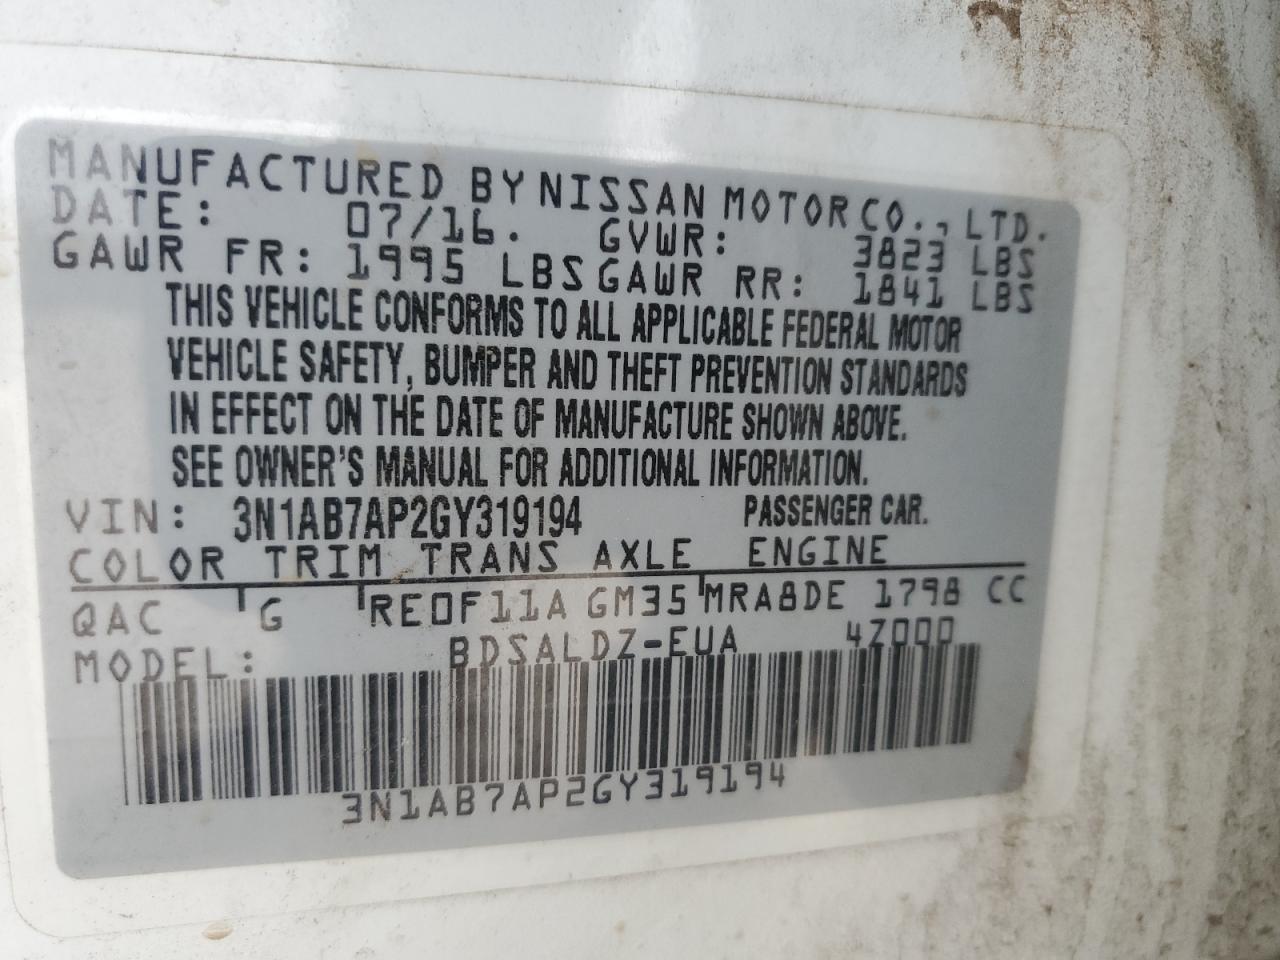 MANUFACTURED BY NISSAN MOTOR CO., LTD.
DATE: 07/16. GVWR: 3823 LBS
GAWR FR: 1995 LBS GAWR RR: 1841 LBS
THIS VEHICLE CONFORMS TO ALL APPLICABLE FEDERAL MOTOR
VEHICLE SAFETY, BUMPER AND THEFT PREVENTION STANDARDS
IN EFFECT ON THE DATE OF MANUFACTURE SHOWN ABOVE.
SEE OWNER'S MANUAL FOR ADDITIONAL INFORMATION.
VIN: 3N1AB7AP2GY319194 PASSENGER CAR.
COLOR TRIM TRANS AXLE ENGINE
QAC G RE0F11A GM35 MRA8DE 1798 CC
MODEL: BDSALDZ-EUA 4Z000
3N1AB7AP2GY319194